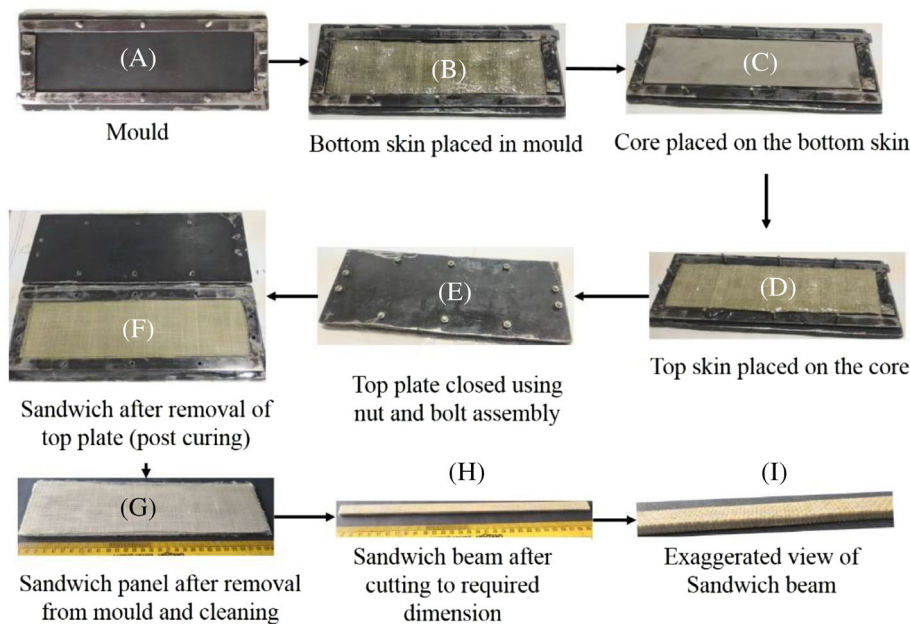 (A)
Mould
(B)
Bottom skin placed in mould
(C)
Core placed on the bottom skin
(D)
Top skin placed on the core
(E)
Top plate closed using
nut and bolt assembly
(F)
Sandwich after removal of
top plate (post curing)
(G)
Sandwich panel after removal
from mould and cleaning
(H)
Sandwich beam after
cutting to required
dimension
(I)
Exaggerated view of
Sandwich beam